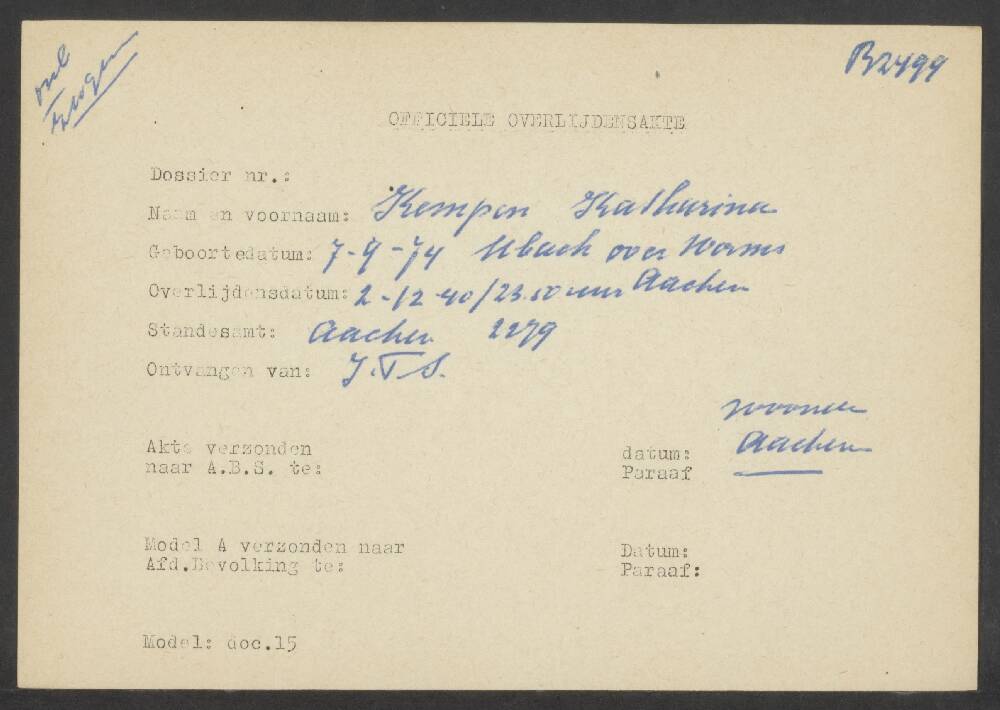 ovl
B2499
OFFICIELE OVERLIJDENSAKTE
Dossier nr.:
Naam en voornaam: Kempen Katharina
Geboortedatum: 7-9-74 Ubach over Worms
Overlijdensdatum: 2-12-40/23.50 uur Aachen
Standesamt: Aachen 2279
Ontvangen van: I.T.S.
Akte verzonden
naar A.B.S. te:
wonen
Aachen
datum:
Paraaf
Model A verzonden naar
Afd.Bevolking te:
Datum:
Paraaf:
Model: doc.15